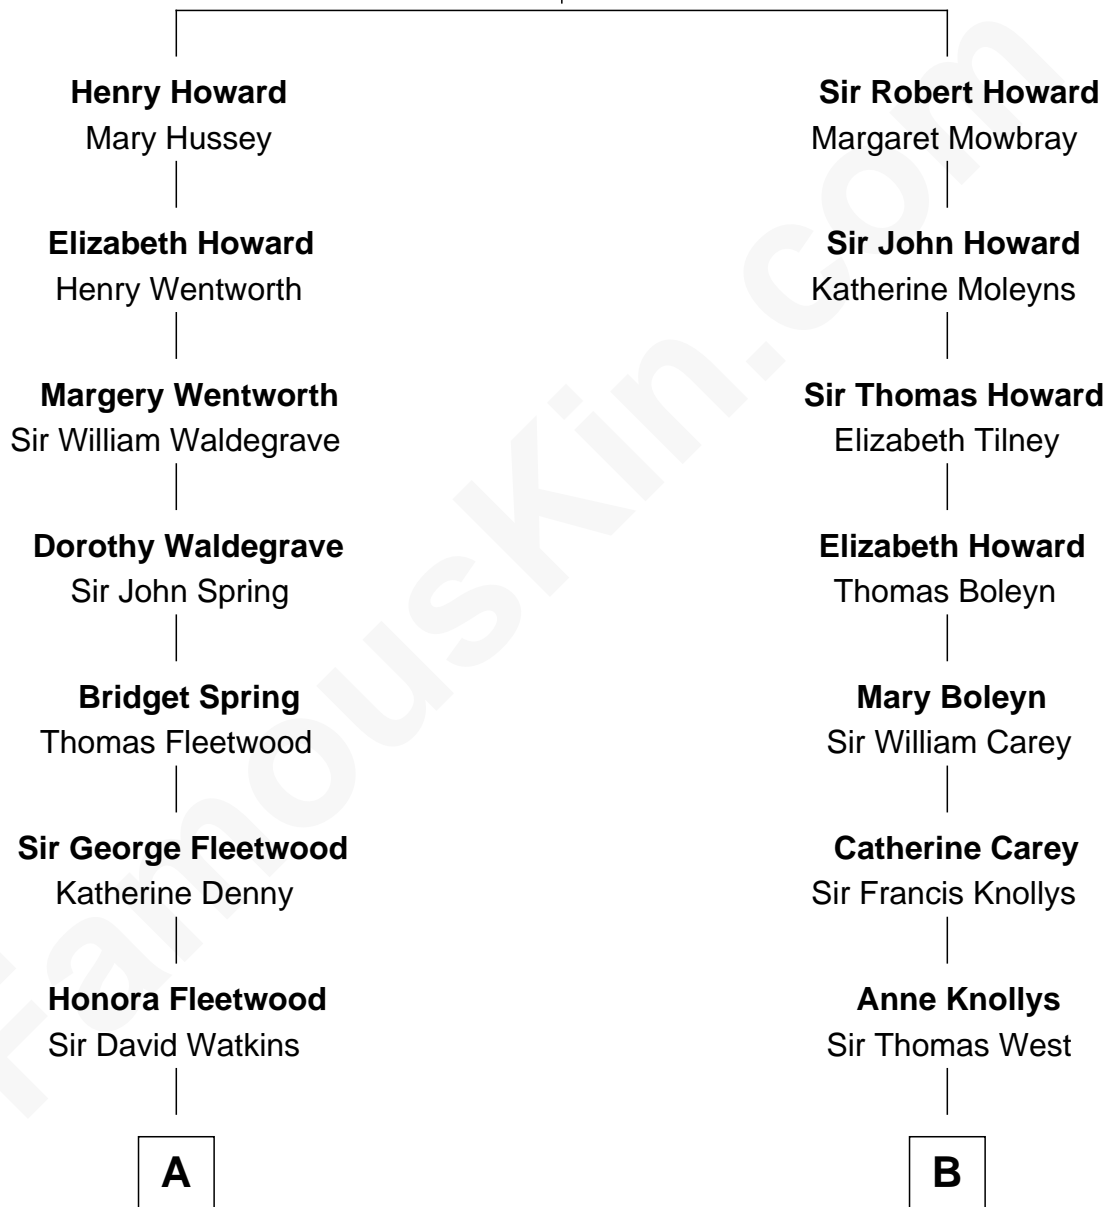 Henry Howard
Mary Hussey
Elizabeth Howard
Henry Wentworth
Margery Wentworth
Sir William Waldegrave
Dorothy Waldegrave
Sir John Spring
Bridget Spring
Thomas Fleetwood
Sir George Fleetwood
Katherine Denny
Honora Fleetwood
Sir David Watkins
A
Sir Robert Howard
Margaret Mowbray
Sir John Howard
Katherine Moleyns
Sir Thomas Howard
Elizabeth Tilney
Elizabeth Howard
Thomas Boleyn
Mary Boleyn
Sir William Carey
Catherine Carey
Sir Francis Knollys
Anne Knollys
Sir Thomas West
B
FamousKin.com